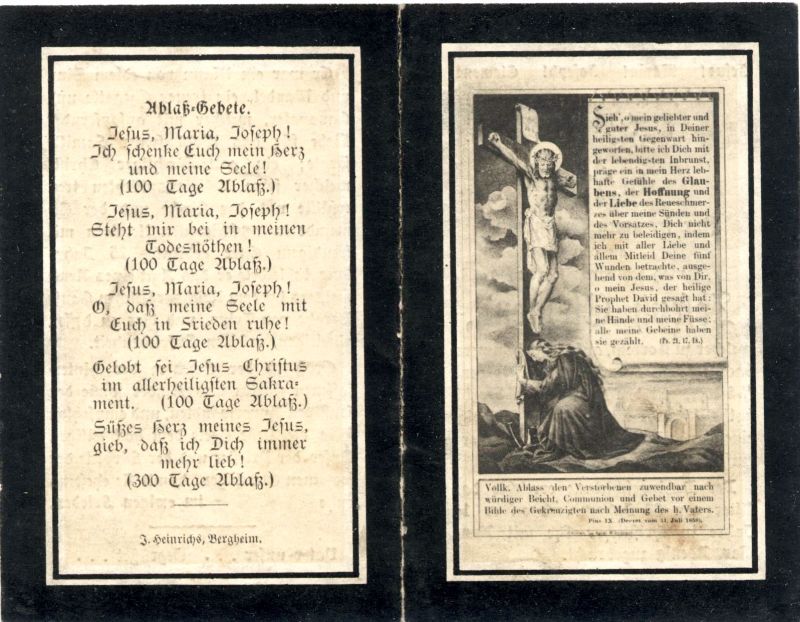 Ablaß-Gebete.
Jesus, Maria, Joseph!
Ich schenke Euch mein Herz
und meine Seele!
(100 Tage Ablaß.)
Jesus, Maria, Joseph!
Steht mir bei in meinen
Todesnöthen!
(100 Tage Ablaß.)
Jesus, Maria, Joseph!
O, daß meine Seele mit
Euch in Frieden ruhe!
(100 Tage Ablaß.)
Gelobt sei Jesus Christus
im allerheiligsten Sakra-
ment. (100 Tage Ablaß.)
Süßes Herz meines Jesus,
gieb, daß ich Dich immer
mehr lieb!
(300 Tage Ablaß.)
J. Heinrichs, Bergheim.
Sieh', o mein geliebter und
guter Jesus, in Deiner
heiligsten Gegenwart hin-
geworfen, bitte ich Dich mit
der lebendigsten Inbrunst,
präge ein in mein Herz leb-
hafte Gefühle des Glau-
bens, der Hoffnung und
der Liebe des Reueschmer-
zes über meine Sünden und
des Vorsatzes, Dich nicht
mehr zu beleidigen, indem
ich mit aller Liebe und
allem Mitleid Deine fünf
Wunden betrachte, ausge-
hend von dem, was von Dir,
o mein Jesus, der heilige
Prophet David gesagt hat:
Sie haben durchbohrt mei-
ne Hände und meine Füsse;
alle meine Gebeine haben
sie gezählt. (Ps. 21, 17, 18.)
Vollk. Ablass den Verstorbenen zuwendbar nach
würdiger Beicht, Communion und Gebet vor einem
Bilde des Gekreuzigten nach Meinung des h. Vaters.
Pius IX. (Decret vom 31. Juli 1858).